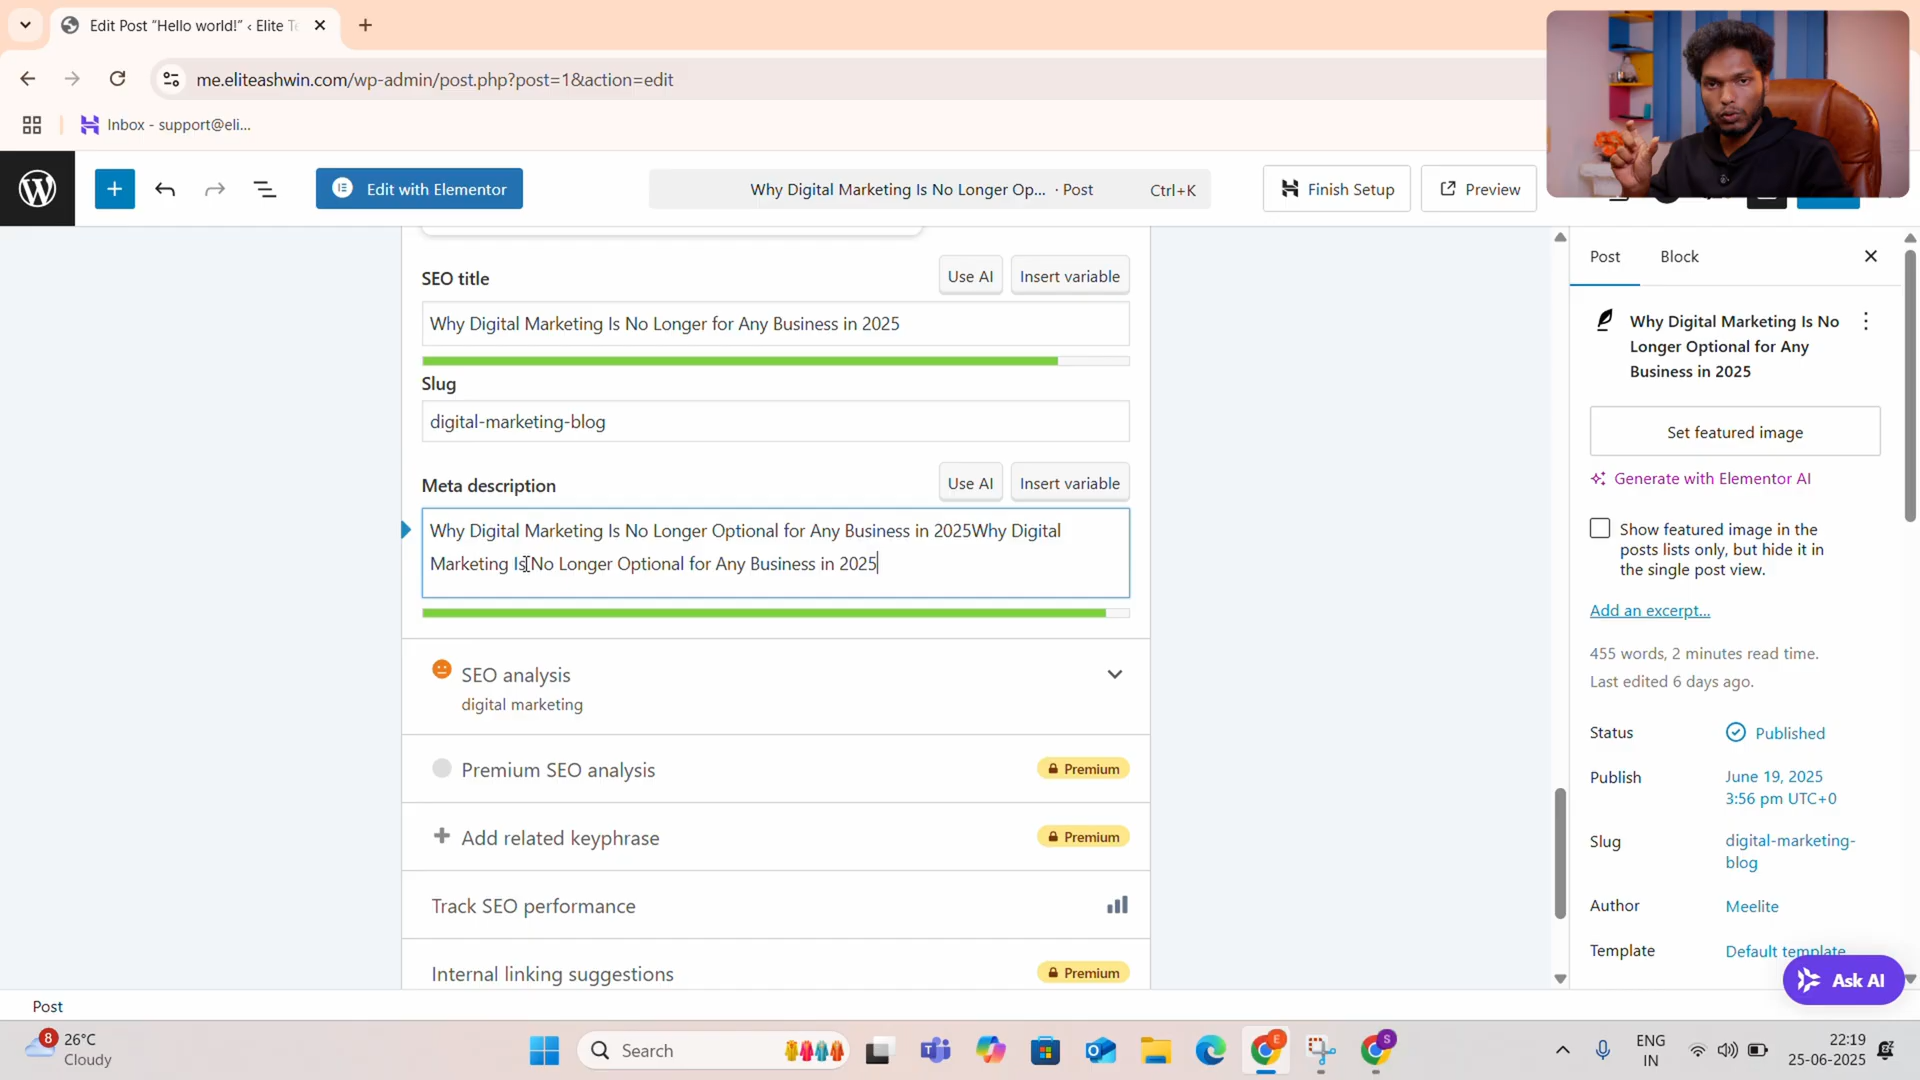 Edit Post “Hello world!” ‹ Elite Te
me.eliteashwin.com/wp-admin/post.php?post=1&action=edit
Inbox - support@eli...
Edit with Elementor
Why Digital Marketing Is No Longer Op... · Post
Ctrl+K
Finish Setup
Preview
SEO title
Use AI
Insert variable
Why Digital Marketing Is No Longer for Any Business in 2025
Slug
digital-marketing-blog
Meta description
Use AI
Insert variable
Why Digital Marketing Is No Longer Optional for Any Business in 2025Why Digital
Marketing Is No Longer Optional for Any Business in 2025
SEO analysis
digital marketing
Premium SEO analysis
Premium
Add related keyphrase
Premium
Track SEO performance
Internal linking suggestions
Premium
Post
Block
Why Digital Marketing Is No
Longer Optional for Any
Business in 2025
Set featured image
Generate with Elementor AI
Show featured image in the
posts lists only, but hide it in
the single post view.
Add an excerpt...
455 words, 2 minutes read time.
Last edited 6 days ago.
Status
Published
Publish
June 19, 2025
3:56 pm UTC+0
Slug
digital-marketing-
blog
Author
Meelite
Template
Default template
Ask AI
Post
8
26°C
Cloudy
Search
E
S
ENG
IN
22:19
25-06-2025